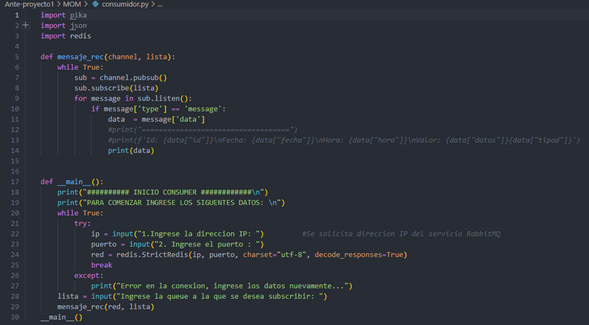 Ante-proyecto1 > MOM > consumidor.py > ...
1 import pika
2 import json
3 import redis
4
5 def mensaje_rec(channel, lista):
6 while True:
7 sub = channel.pubsub()
8 sub.subscribe(lista)
9 for message in sub.listen():
10 if message['type'] == 'message':
11 data = message['data']
12 #print("===================================")
13 #print(f'Id: {data["id"]}\nFecha: {data["fecha"]}\nHora: {data["hora"]}\nValor: {data["datos"]}{data["tipod"]}')
14 print(data)
15
16
17 def __main__():
18 print("########## INICIO CONSUMER ############\n")
19 print("PARA COMENZAR INGRESE LOS SIGUENTES DATOS: \n")
20 while True:
21 try:
22 ip = input("1.Ingrese la direccion IP: ") #Se solicita direccion IP del servicio RabbitMQ
23 puerto = input("2. Ingrese el puerto : ")
24 red = redis.StrictRedis(ip, puerto, charset="utf-8", decode_responses=True)
25 break
26 except:
27 print("Error en la conexion, ingrese los datos nuevamente...")
28 lista = input("Ingrese la queue a la que se desea subscribir: ")
29 mensaje_rec(red, lista)
30 __main__()